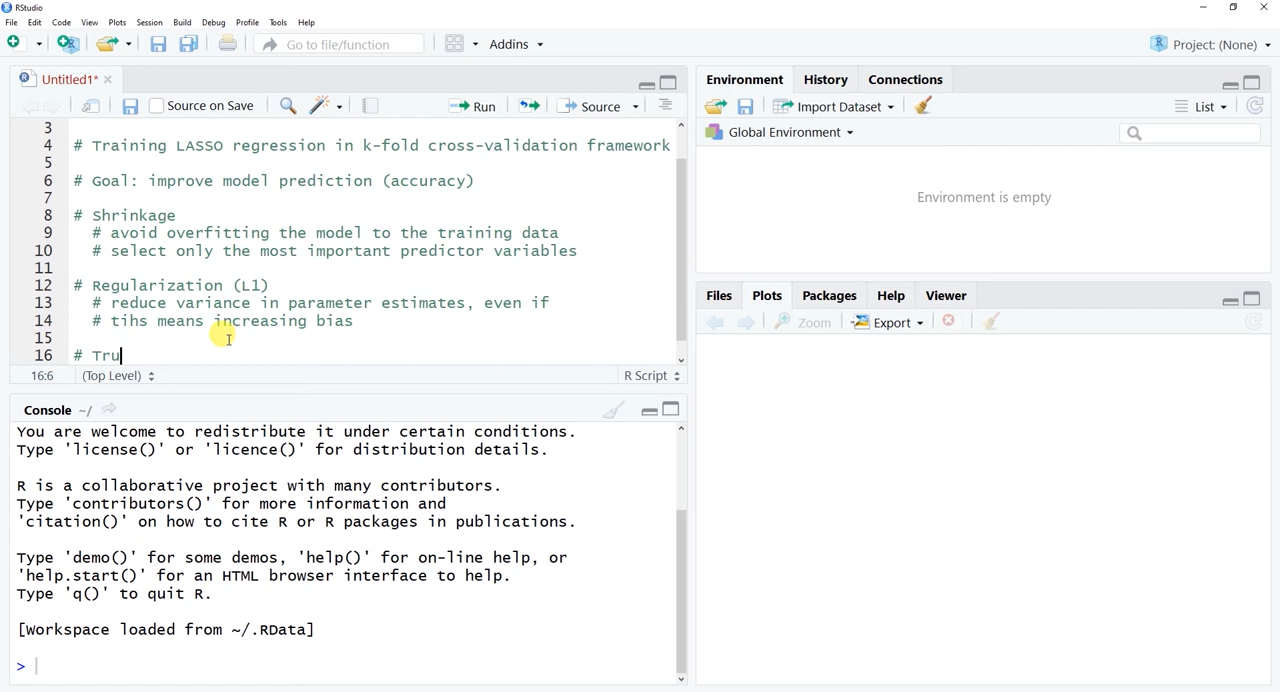 RStudio
File Edit Code View Plots Session Build Debug Profile Tools Help
Go to file/function Addins Project: (None)
Untitled1*
Source on Save Run Source
3
4 # Training LASSO regression in k-fold cross-validation framework
5
6 # Goal: improve model prediction (accuracy)
7
8 # Shrinkage
9 # avoid overfitting the model to the training data
10 # select only the most important predictor variables
11
12 # Regularization (L1)
13 # reduce variance in parameter estimates, even if
14 # tihs means increasing bias
15
16 # Tru
16:6 (Top Level) R Script
Console ~/
You are welcome to redistribute it under certain conditions.
Type 'license()' or 'licence()' for distribution details.
R is a collaborative project with many contributors.
Type 'contributors()' for more information and
'citation()' on how to cite R or R packages in publications.
Type 'demo()' for some demos, 'help()' for on-line help, or
'help.start()' for an HTML browser interface to help.
Type 'q()' to quit R.
[Workspace loaded from ~/.RData]
>
Environment History Connections
Import Dataset List
Global Environment
Environment is empty
Files Plots Packages Help Viewer
Zoom Export